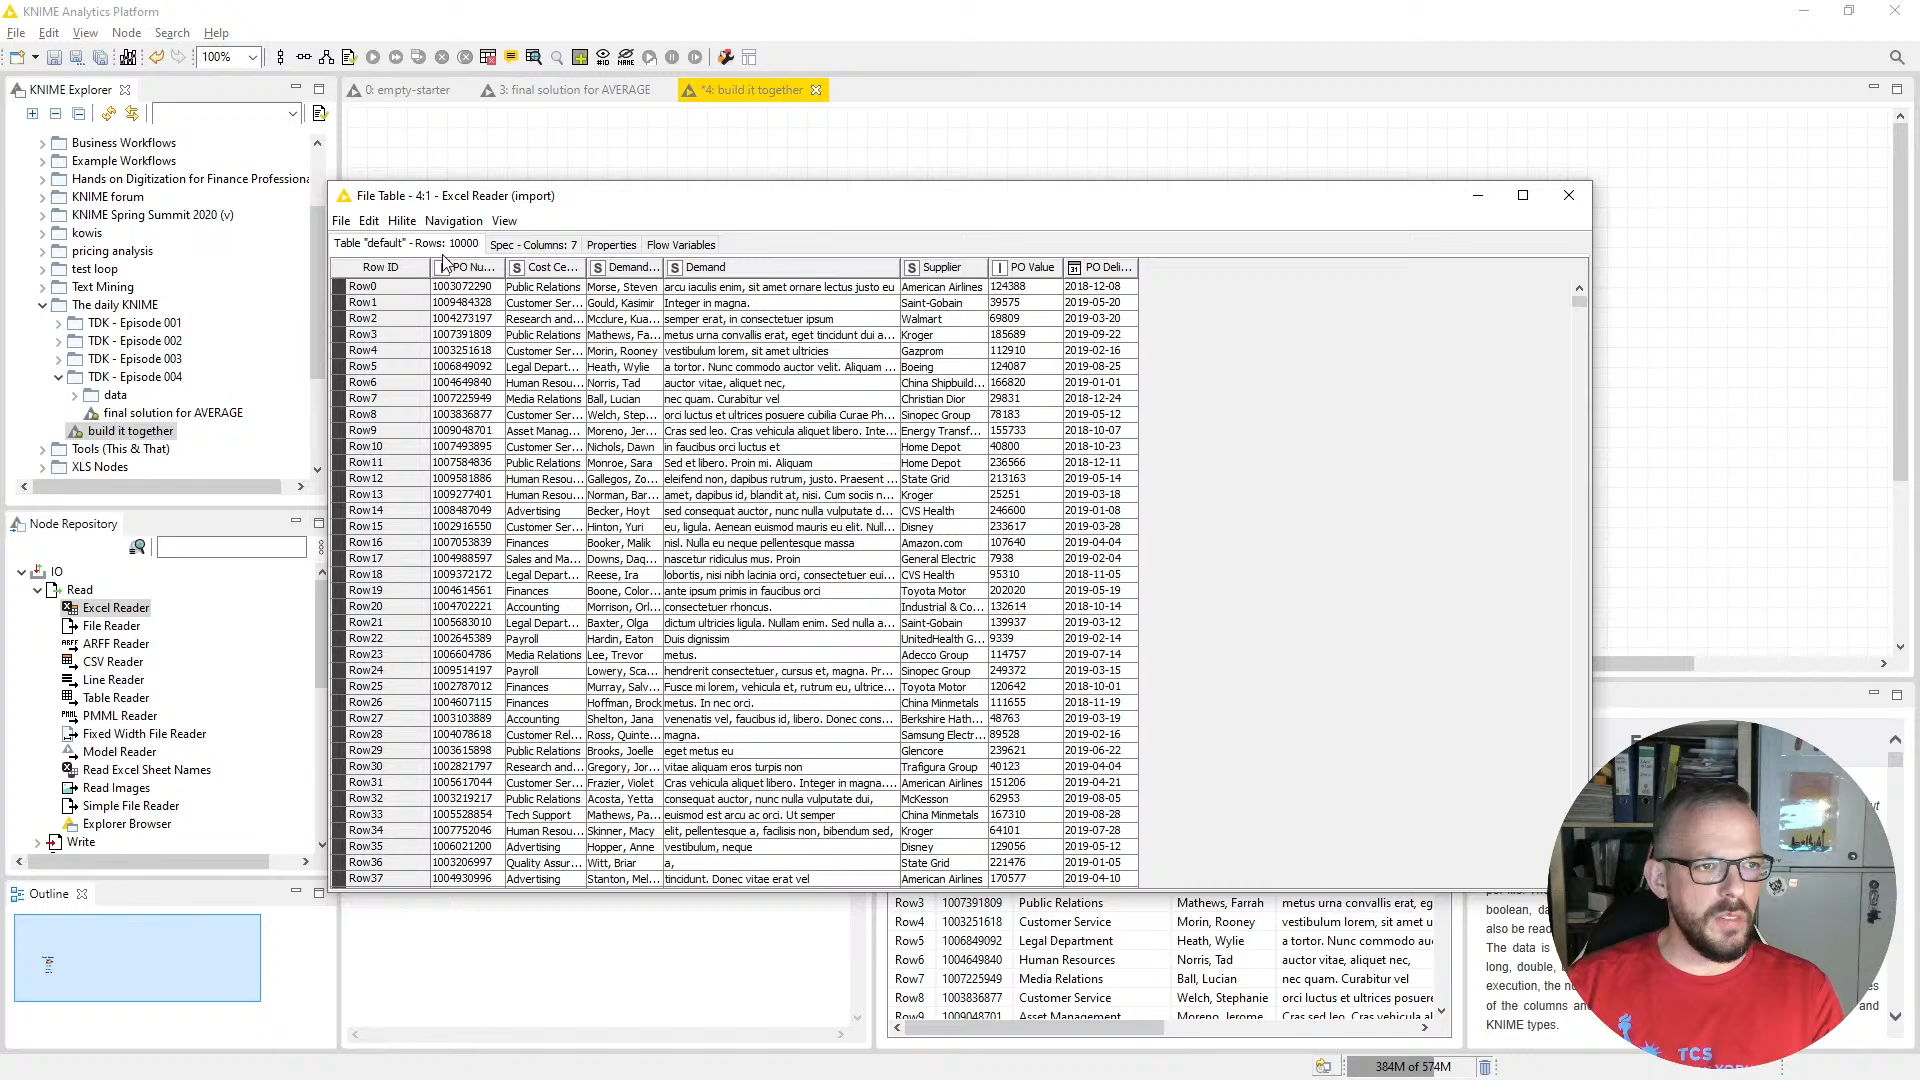 KNIME Analytics Platform
File Edit View Node Search Help
100%
KNIME Explorer
0: empty-starter
3: final solution for AVERAGE
*4: build it together
Business Workflows
Example Workflows
Hands on Digitization for Finance Professiona
KNIME forum
KNIME Spring Summit 2020 (v)
kowis
pricing analysis
test loop
Text Mining
The daily KNIME
TDK - Episode 001
TDK - Episode 002
TDK - Episode 003
TDK - Episode 004
data
final solution for AVERAGE
build it together
Tools (This & That)
XLS Nodes
Node Repository
IO
Read
Excel Reader
File Reader
ARFF Reader
CSV Reader
Line Reader
Table Reader
PMML Reader
Fixed Width File Reader
Model Reader
Read Excel Sheet Names
Read Images
Simple File Reader
Explorer Browser
Write
Outline
File Table - 4:1 - Excel Reader (import)
File Edit Hilite Navigation View
Table "default" - Rows: 10000 Spec - Columns: 7 Properties Flow Variables
Row ID PO Nu... S Cost Ce... S Demand... S Demand S Supplier I PO Value PO Deli...
Row0 1003072290 Public Relations Morse, Steven arcu iaculis enim, sit amet ornare lectus justo eu American Airlines 124388 2018-12-08
Row1 1009484328 Customer Ser... Gould, Kasimir Integer in magna. Saint-Gobain 39575 2019-05-20
Row2 1004273197 Research and... Mcclure, Kua... semper erat, in consectetuer ipsum Walmart 69809 2019-03-20
Row3 1007391809 Public Relations Mathews, Fa... metus urna convallis erat, eget tincidunt dui a... Kroger 185689 2019-09-22
Row4 1003251618 Customer Ser... Morin, Rooney vestibulum lorem, sit amet ultricies Gazprom 112910 2019-02-16
Row5 1006849092 Legal Depart... Heath, Wylie a tortor. Nunc commodo auctor velit. Aliquam ... Boeing 124087 2019-08-25
Row6 1004649840 Human Resou... Norris, Tad auctor vitae, aliquet nec, China Shipbuild... 166820 2019-01-01
Row7 1007225949 Media Relations Ball, Lucian nec quam. Curabitur vel Christian Dior 29831 2018-12-24
Row8 1003836877 Customer Ser... Welch, Step... orci luctus et ultrices posuere cubilia Curae Ph... Sinopec Group 78183 2019-05-12
Row9 1009048701 Asset Manag... Moreno, Jer... Cras sed leo. Cras vehicula aliquet libero. Inte... Energy Transf... 155733 2018-10-07
Row10 1007493895 Customer Ser... Nichols, Dawn in faucibus orci luctus et Home Depot 40800 2018-10-23
Row11 1007584836 Public Relations Monroe, Sara Sed et libero. Proin mi. Aliquam Home Depot 236566 2018-12-11
Row12 1009581886 Human Resou... Gallegos, Zo... eleifend non, dapibus rutrum, justo. Praesent ... State Grid 213163 2019-05-14
Row13 1009277401 Human Resou... Norman, Bar... amet, dapibus id, blandit at, nisi. Cum sociis n... Kroger 25251 2019-03-18
Row14 1008487049 Advertising Becker, Hoyt sed consequat auctor, nunc nulla vulputate d... CVS Health 246600 2019-01-08
Row15 1002916550 Customer Ser... Hinton, Yuri eu, ligula. Aenean euismod mauris eu elit. Null... Disney 233617 2019-03-28
Row16 1007053839 Finances Booker, Malik nisl. Nulla eu neque pellentesque massa Amazon.com 107640 2019-04-04
Row17 1004988597 Sales and Ma... Downs, Daq... nascetur ridiculus mus. Proin General Electric 7938 2019-02-04
Row18 1009372172 Legal Depart... Reese, Ira lobortis, nisi nibh lacinia orci, consectetuer eui... CVS Health 95310 2018-11-05
Row19 1004614561 Finances Boone, Color... ante ipsum primis in faucibus orci Toyota Motor 202020 2019-05-19
Row20 1004702221 Accounting Morrison, Orl... consectetuer rhoncus. Industrial & Co... 132614 2018-10-14
Row21 1005683010 Legal Depart... Baxter, Olga dictum ultricies ligula. Nullam enim. Sed nulla a... Saint-Gobain 139937 2019-03-12
Row22 1002645389 Payroll Hardin, Eaton Duis dignissim UnitedHealth G... 9339 2019-02-14
Row23 1006604786 Media Relations Lee, Trevor metus. Adecco Group 114757 2019-07-14
Row24 1009514197 Payroll Lowery, Sca... hendrerit consectetuer, cursus et, magna. Pr... Sinopec Group 249372 2019-03-15
Row25 1002787012 Finances Murray, Salv... Fusce mi lorem, vehicula et, rutrum eu, ultrice... Toyota Motor 120642 2018-10-01
Row26 1004607115 Finances Hoffman, Brock metus. In nec orci. China Minmetals 111655 2018-11-19
Row27 1003103889 Accounting Shelton, Jana venenatis vel, faucibus id, libero. Donec cons... Berkshire Hath... 48763 2019-03-19
Row28 1004078618 Customer Rel... Ross, Quinte... magna. Samsung Electr... 89528 2019-02-16
Row29 1003615898 Public Relations Brooks, Joelle eget metus eu Glencore 239621 2019-06-22
Row30 1002821797 Research and... Gregory, Jor... vitae aliquam eros turpis non Trafigura Group 40123 2019-04-04
Row31 1005617044 Customer Ser... Frazier, Violet Cras vehicula aliquet libero. Integer in magna.... American Airlines 151206 2019-04-21
Row32 1003219217 Public Relations Acosta, Yetta consequat auctor, nunc nulla vulputate dui, McKesson 62953 2019-08-05
Row33 1005528854 Tech Support Mathews, Pa... euismod est arcu ac orci. Ut semper China Minmetals 167310 2019-08-28
Row34 1007752046 Human Resou... Skinner, Macy elit, pellentesque a, facilisis non, bibendum sed, Kroger 64101 2019-07-28
Row35 1006021200 Advertising Hopper, Anne vestibulum, neque Disney 129056 2019-05-12
Row36 1003206997 Quality Assur... Witt, Briar a, State Grid 221476 2019-01-05
Row37 1004930996 Advertising Stanton, Mel... tincidunt. Donec vitae erat vel American Airlines 170577 2019-04-10
Row3 1007391809 Public Relations Mathews, Farrah metus urna convallis erat, eg
Row4 1003251618 Customer Service Morin, Rooney vestibulum lorem, sit amet u
Row5 1006849092 Legal Department Heath, Wylie a tortor. Nunc commodo auc
Row6 1004649840 Human Resources Norris, Tad auctor vitae, aliquet nec,
Row7 1007225949 Media Relations Ball, Lucian nec quam. Curabitur vel
Row8 1003836877 Customer Service Welch, Stephanie orci luctus et ultrices posuere
Row9 1009048701 Asset Management Moreno, Jerome Cras sed leo. Cras vehicula al
boolean, da
also be read
The data is
long, double,
execution, the no
of the columns an
and
KNIME types.
TCS
384M of 574M